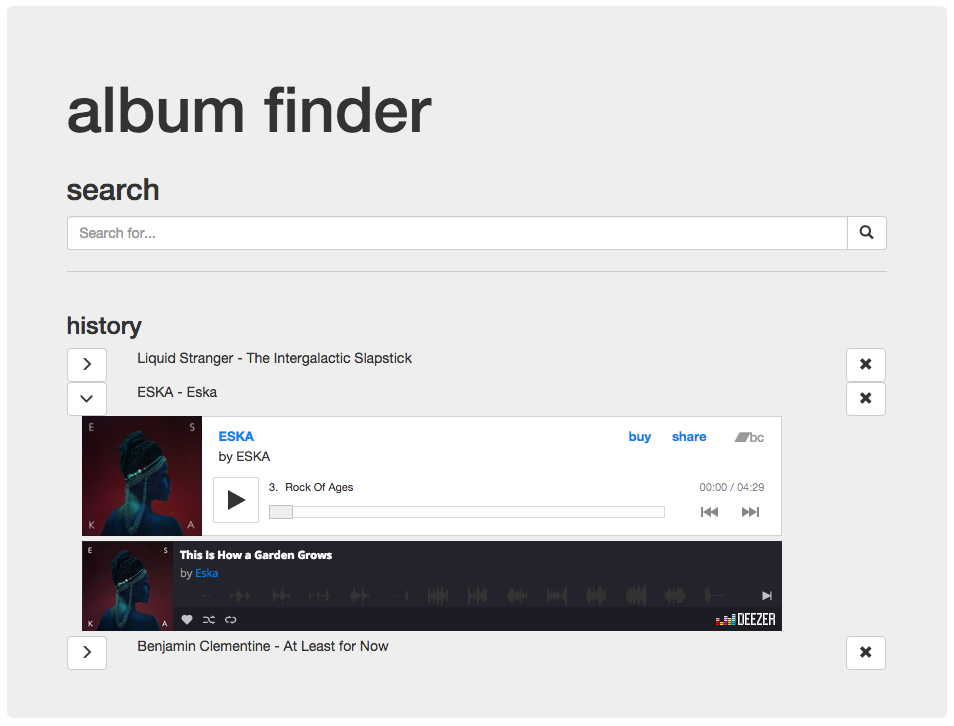 album finder
search
Search for...
history
Liquid Stranger - The Intergalactic Slapstick
ESKA - Eska
E S
K A
ESKA
buy share bc
by ESKA
3. Rock Of Ages
00:00 / 04:29
E S
K A
This Is How a Garden Grows
by Eska
DEEZER
Benjamin Clementine - At Least for Now